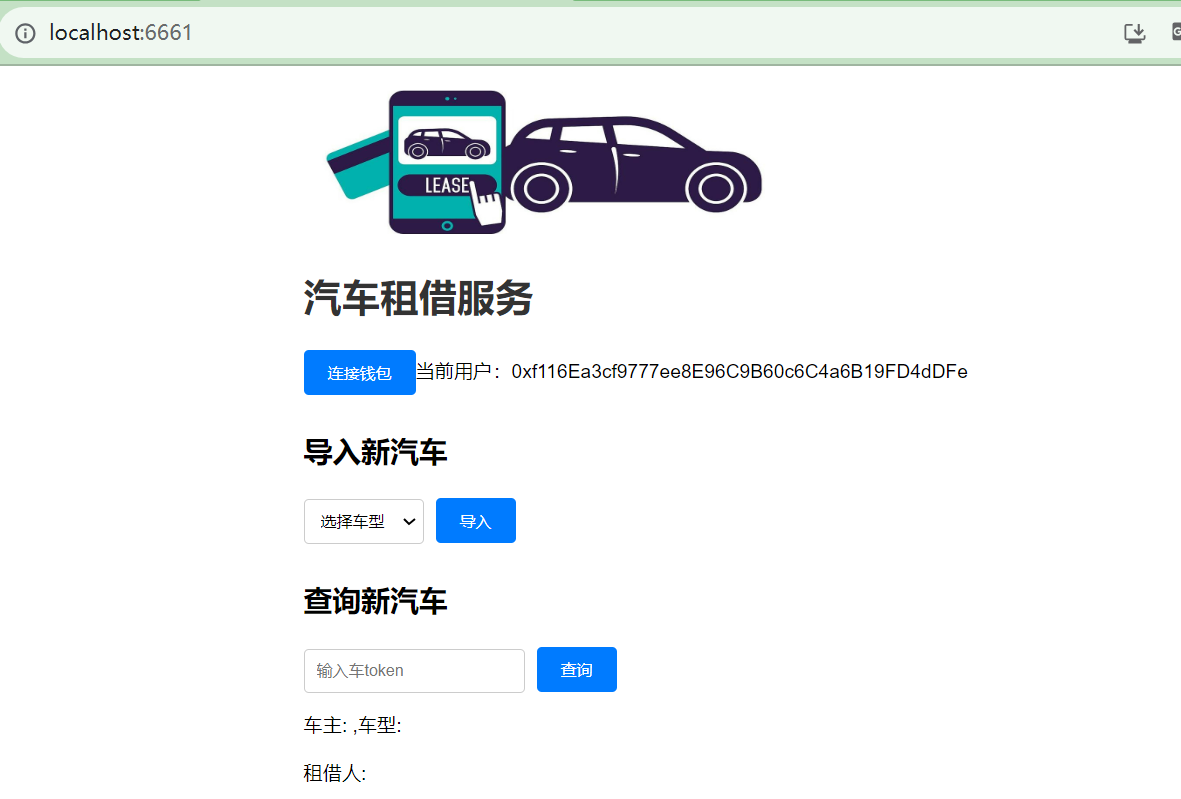 localhost:6661
LEASE
汽车租借服务
连接钱包当前用户：0xf116Ea3cf9777ee8E96C9B60c6C4a6B19FD4dDFe
导入新汽车
选择车型 导入
查询新汽车
输入车token 查询
车主: ,车型:
租借人: